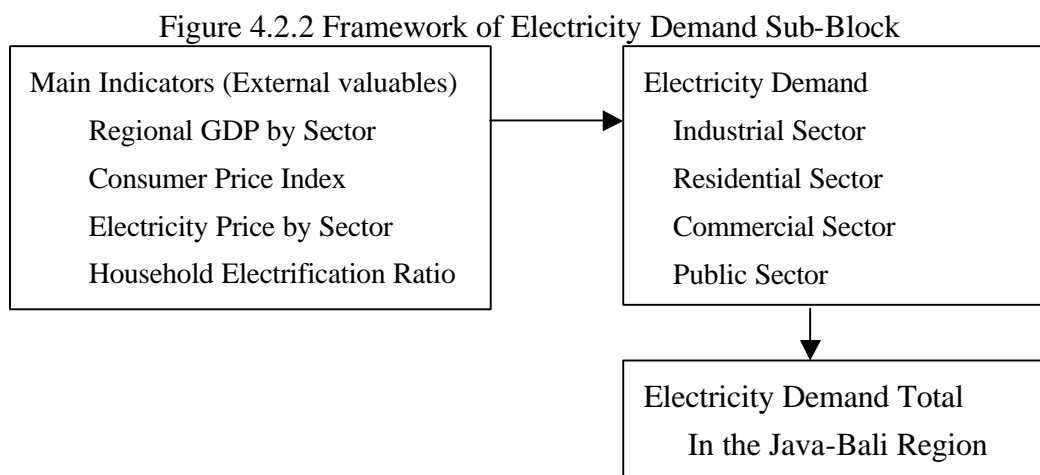 Figure 4.2.2 Framework of Electricity Demand Sub-Block
Main Indicators (External valuables)
Regional GDP by Sector
Consumer Price Index
Electricity Price by Sector
Household Electrification Ratio
Electricity Demand
Industrial Sector
Residential Sector
Commercial Sector
Public Sector
Electricity Demand Total
In the Java-Bali Region